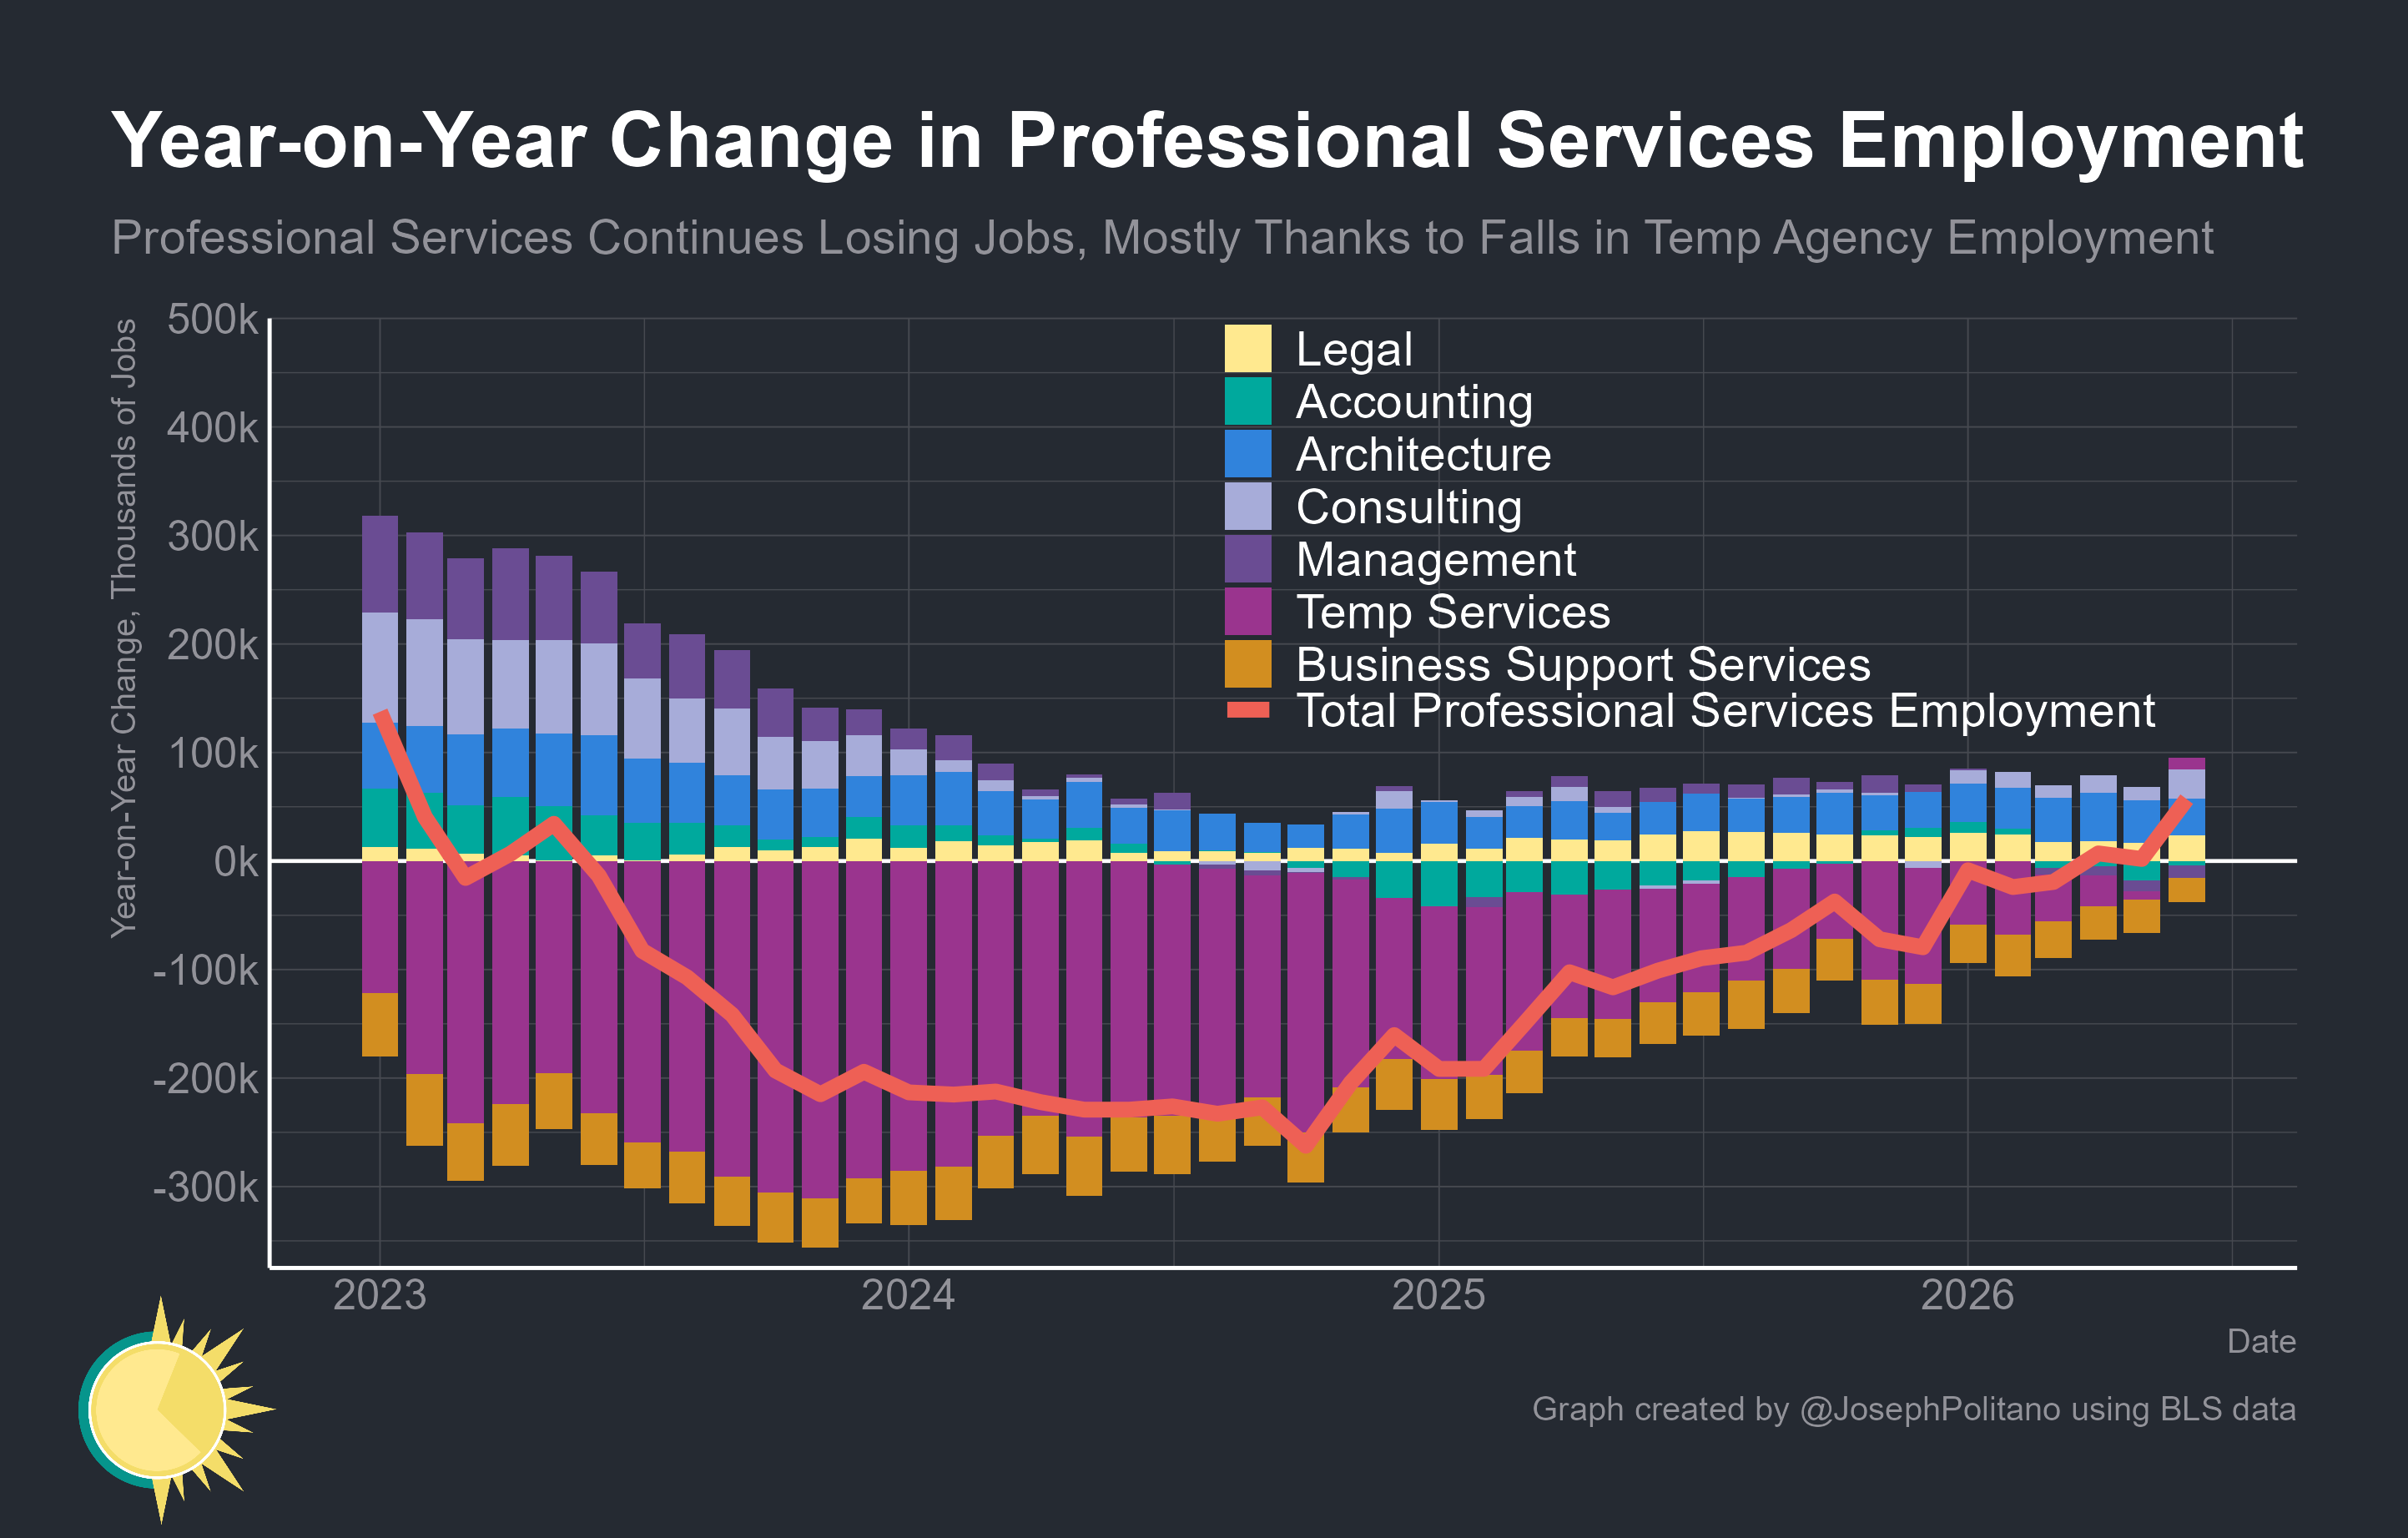 Year-on-Year Change in Professional Services Employment
Professional Services Continues Losing Jobs, Mostly Thanks to Falls in Temp Agency Employment
Year-on-Year Change, Thousands of Jobs
500k
400k
300k
200k
100k
0k
-100k
-200k
-300k
Legal
Accounting
Architecture
Consulting
Management
Temp Services
Business Support Services
Total Professional Services Employment
2023
2024
2025
2026
Date
Graph created by @JosephPolitano using BLS data